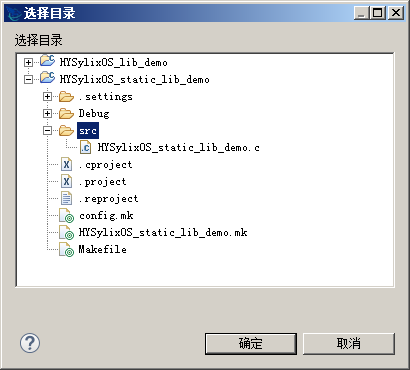 选择目录
选择目录
HYSylixOS_lib_demo
HYSylixOS_static_lib_demo
.settings
Debug
src
HYSylixOS_static_lib_demo.c
.cproject
.project
.reproject
config.mk
HYSylixOS_static_lib_demo.mk
Makefile
确定 取消